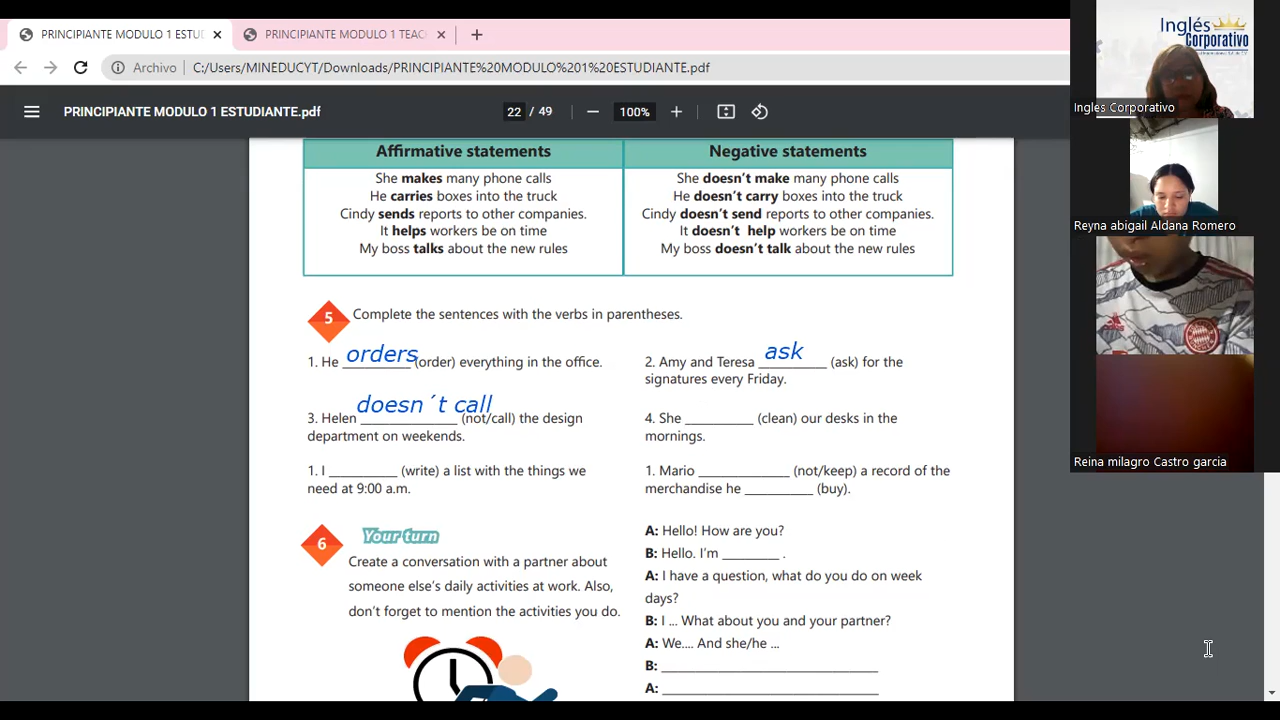 PRINCIPIANTE MODULO 1 ESTU
PRINCIPIANTE MODULO 1 TEAC
Archivo
C:/Users/MINEDUCYT/Downloads/PRINCIPIANTE%20MODULO%201%20ESTUDIANTE.pdf
PRINCIPIANTE MODULO 1 ESTUDIANTE.pdf
22 / 49
100%
Affirmative statements
She makes many phone calls
He carries boxes into the truck
Cindy sends reports to other companies.
It helps workers be on time
My boss talks about the new rules
Negative statements
She doesn't make many phone calls
He doesn't carry boxes into the truck
Cindy doesn't send reports to other companies.
It doesn't help workers be on time
My boss doesn't talk about the new rules
5 Complete the sentences with the verbs in parentheses.
1. He orders (order) everything in the office.
2. Amy and Teresa ask (ask) for the
signatures every Friday.
3. Helen doesn´t call (not/call) the design
department on weekends.
4. She __________ (clean) our desks in the
mornings.
1. I __________ (write) a list with the things we
need at 9:00 a.m.
1. Mario _____________ (not/keep) a record of the
merchandise he __________ (buy).
6 Your turn
Create a conversation with a partner about
someone else's daily activities at work. Also,
don't forget to mention the activities you do.
A: Hello! How are you?
B: Hello. I'm ________ .
A: I have a question, what do you do on week
days?
B: I ... What about you and your partner?
A: We.... And she/he ...
B: _______________________________
A: _______________________________
Inglés
Corporativo
Ingles Corporativo
Reyna abigail Aldana Romero
Reina milagro Castro garcia